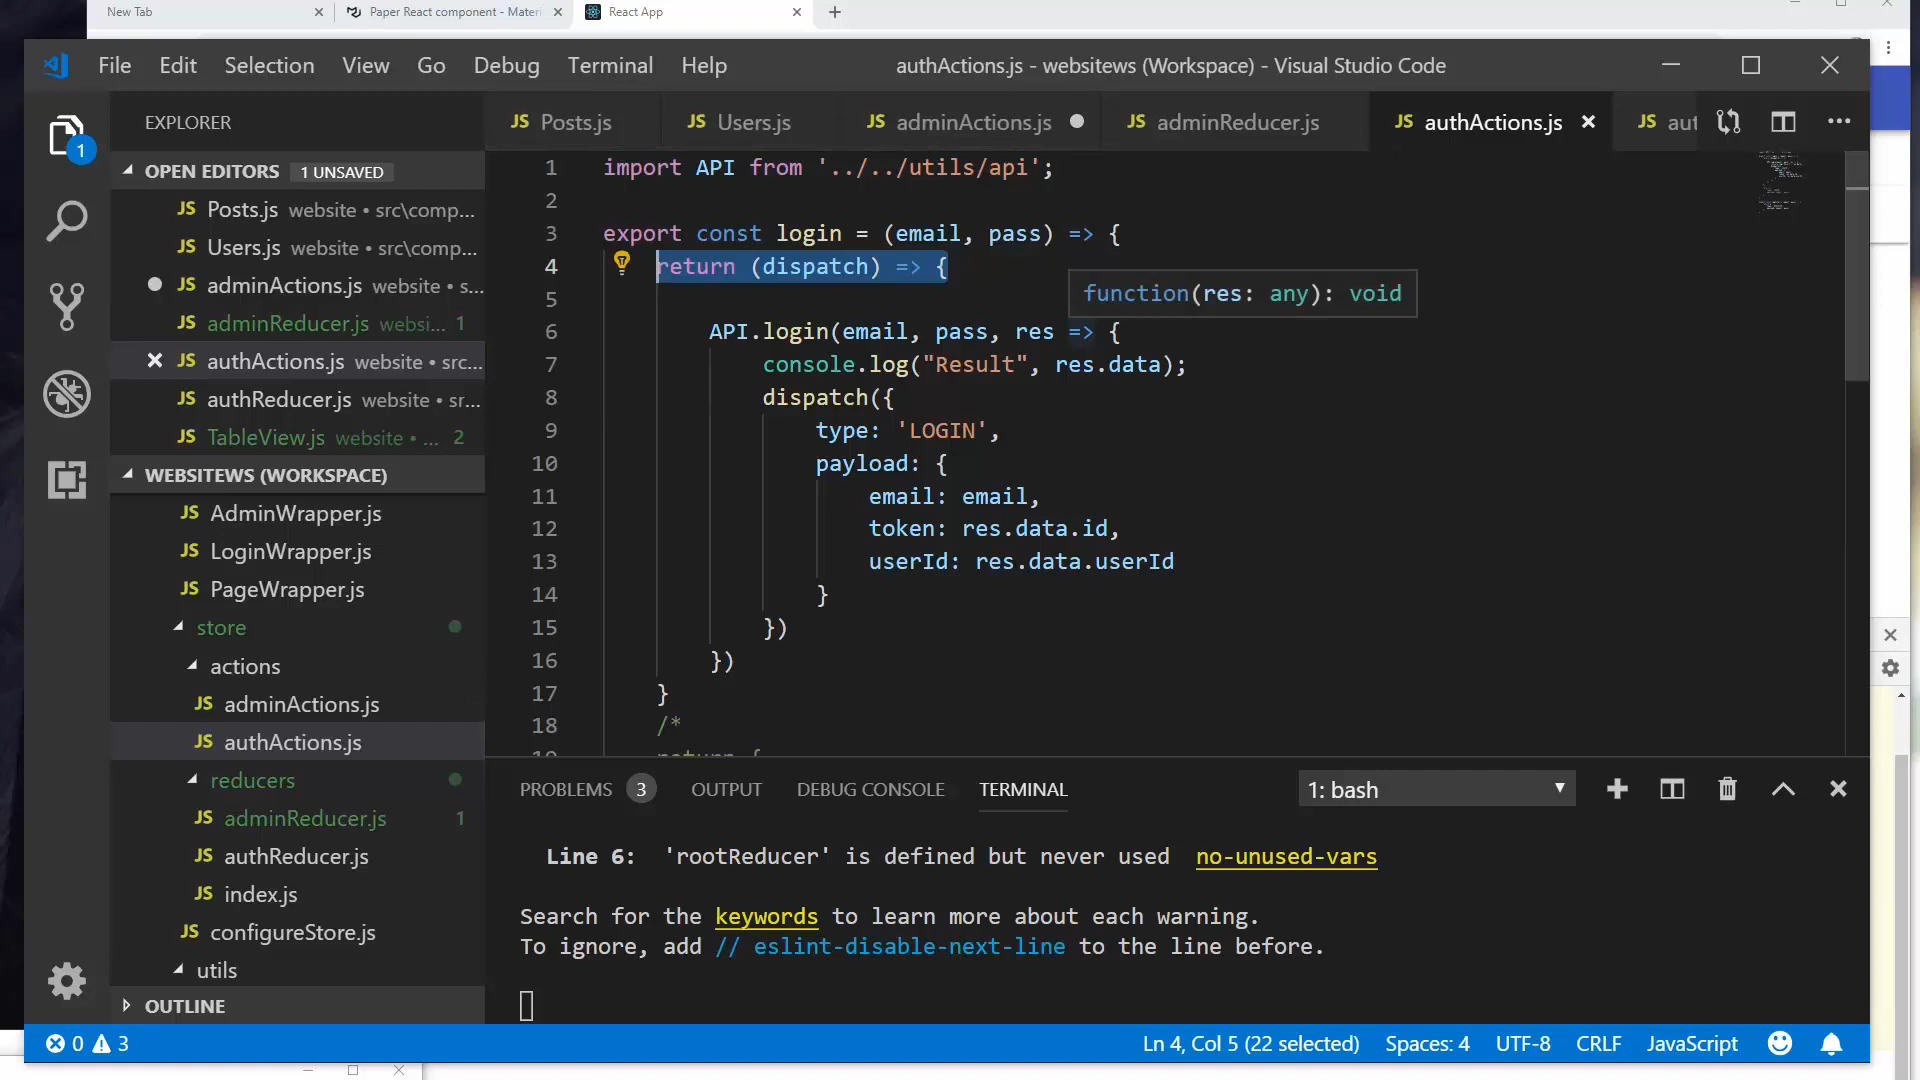 New Tab
Paper React component - Materi
React App
File Edit Selection View Go Debug Terminal Help
authActions.js - websitews (Workspace) - Visual Studio Code
EXPLORER
JS Posts.js
JS Users.js
JS adminActions.js
JS adminReducer.js
JS authActions.js
JS aut
1
OPEN EDITORS 1 UNSAVED
JS Posts.js website • src\comp...
JS Users.js website • src\comp...
JS adminActions.js website • s...
JS adminReducer.js websi... 1
JS authActions.js website • src...
JS authReducer.js website • sr...
JS TableView.js website • ... 2
WEBSITEWS (WORKSPACE)
JS AdminWrapper.js
JS LoginWrapper.js
JS PageWrapper.js
store
actions
JS adminActions.js
JS authActions.js
reducers
JS adminReducer.js 1
JS authReducer.js
JS index.js
JS configureStore.js
utils
OUTLINE
1 import API from '../../utils/api';
2
3 export const login = (email, pass) => {
4 return (dispatch) => {
function(res: any): void
5
6 API.login(email, pass, res => {
7 console.log("Result", res.data);
8 dispatch({
9 type: 'LOGIN',
10 payload: {
11 email: email,
12 token: res.data.id,
13 userId: res.data.userId
14 }
15 })
16 })
17 }
18 /*
PROBLEMS 3 OUTPUT DEBUG CONSOLE TERMINAL
1: bash
Line 6: 'rootReducer' is defined but never used no-unused-vars
Search for the keywords to learn more about each warning.
To ignore, add // eslint-disable-next-line to the line before.
0 3
Ln 4, Col 5 (22 selected) Spaces: 4 UTF-8 CRLF JavaScript